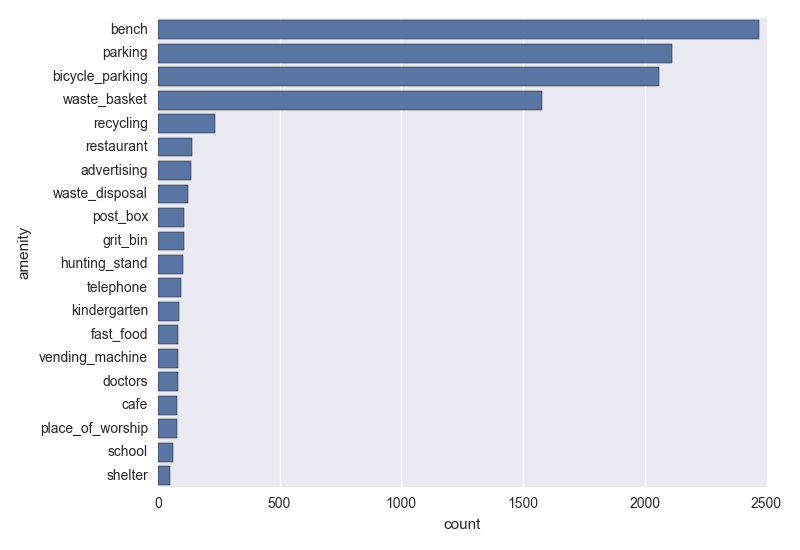 bench
parking
bicycle_parking
waste_basket
recycling
restaurant
advertising
waste_disposal
post_box
grit_bin
hunting_stand
telephone
kindergarten
fast_food
vending_machine
doctors
cafe
place_of_worship
school
shelter
amenity
0 500 1000 1500 2000 2500
count